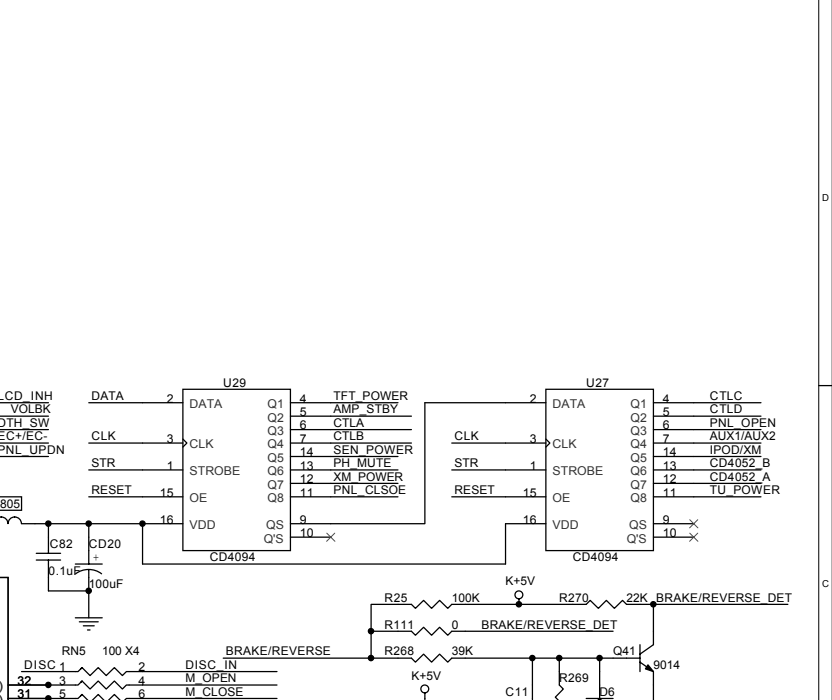 D
U29
U27
LCD_INH DATA 2 DATA Q1 4 TFT_POWER 2 DATA Q1 4 CTLC
VOLBK Q2 5 AMP_STBY Q2 5 CTLD
OTH_SW Q3 6 CTLA Q3 6 PNL_OPEN
EC+/EC- CLK 3 CLK Q4 7 CTLB CLK 3 CLK Q4 7 AUX1/AUX2
PNL_UPDN Q5 14 SEN_POWER Q5 14 IPOD/XM
STR 1 STROBE Q6 13 PH_MUTE STR 1 STROBE Q6 13 CD4052_B
Q7 12 XM_POWER Q7 12 CD4052_A
RESET 15 OE Q8 11 PNL_CLSOE RESET 15 OE Q8 11 TU_POWER
805
16 VDD QS 9 16 VDD QS 9
Q'S 10 Q'S 10
C82 CD20
CD4094 CD4094
+
0.1uF
100uF
C
K+5V
R25 100K R270 22K BRAKE/REVERSE_DET
R111 0 BRAKE/REVERSE_DET
RN5 100 X4 BRAKE/REVERSE R268 39K Q41
DISC 1 2 DISC_IN 9014
32 3 4 M_OPEN K+5V R269
31 5 6 M_CLOSE C11 D6